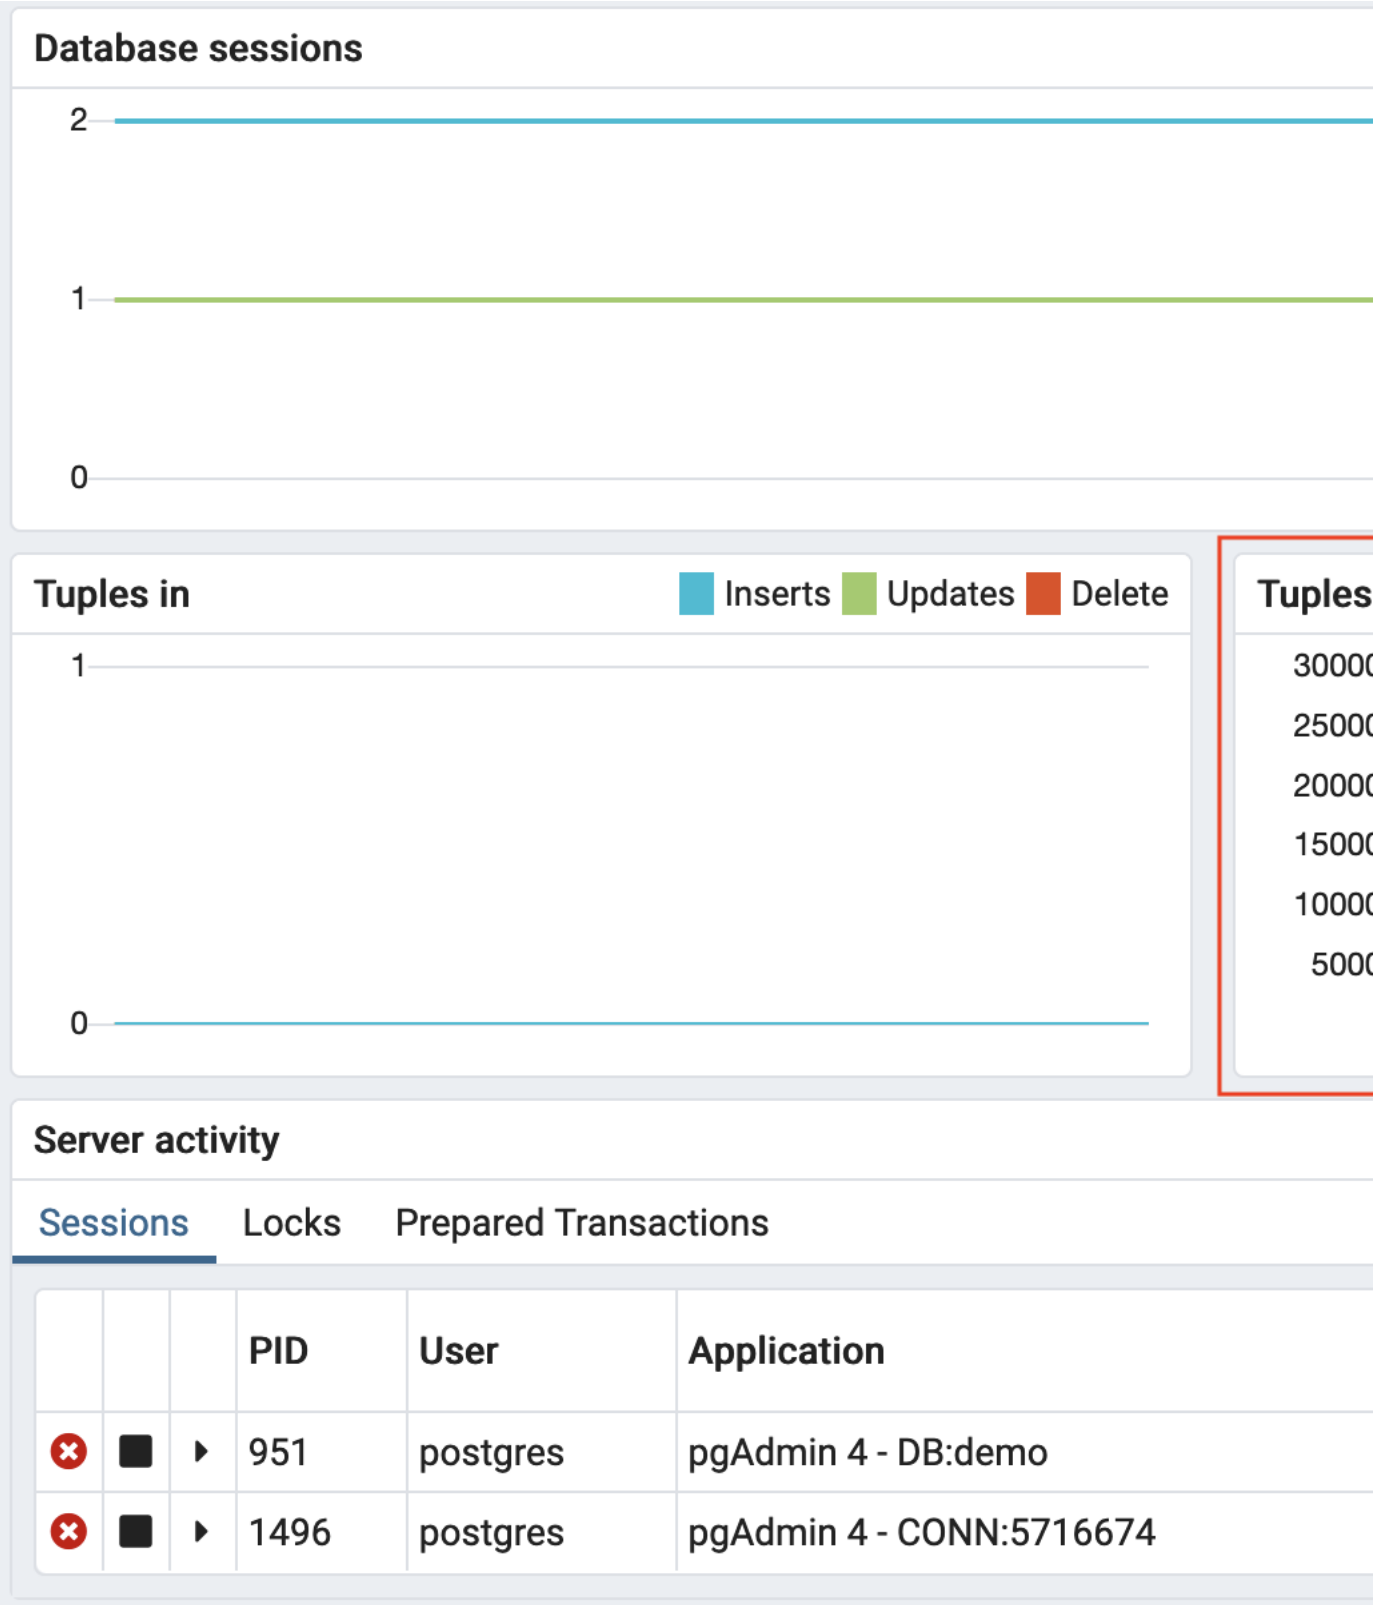 Database sessions
2
1
0
Tuples in
Inserts Updates Delete
1
0
Tuples
Server activity
Sessions Locks Prepared Transactions
PID User Application
951 postgres pgAdmin 4 - DB:demo
1496 postgres pgAdmin 4 - CONN:5716674